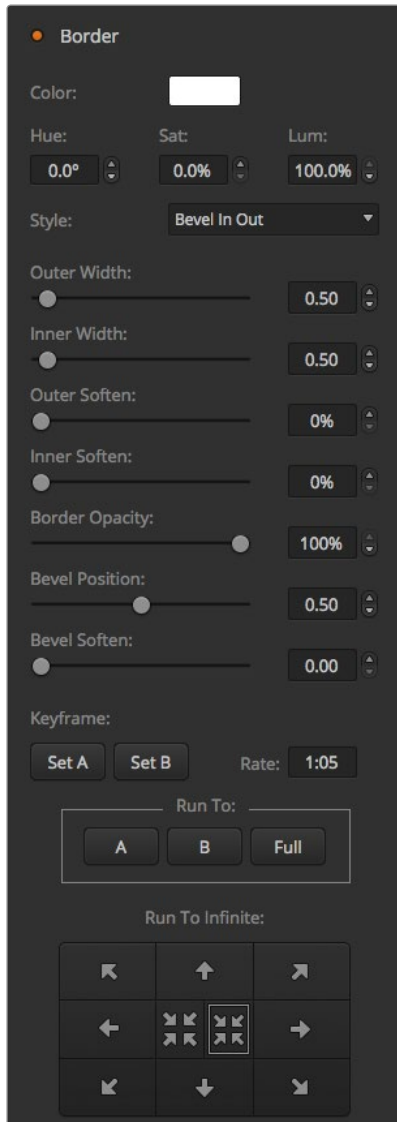 Border
Color:
Hue: Sat: Lum:
0.0° 0.0% 100.0%
Style: Bevel In Out
Outer Width:
0.50
Inner Width:
0.50
Outer Soften:
0%
Inner Soften:
0%
Border Opacity:
100%
Bevel Position:
0.50
Bevel Soften:
0.00
Keyframe:
Set A Set B Rate: 1:05
Run To:
A B Full
Run To Infinite: